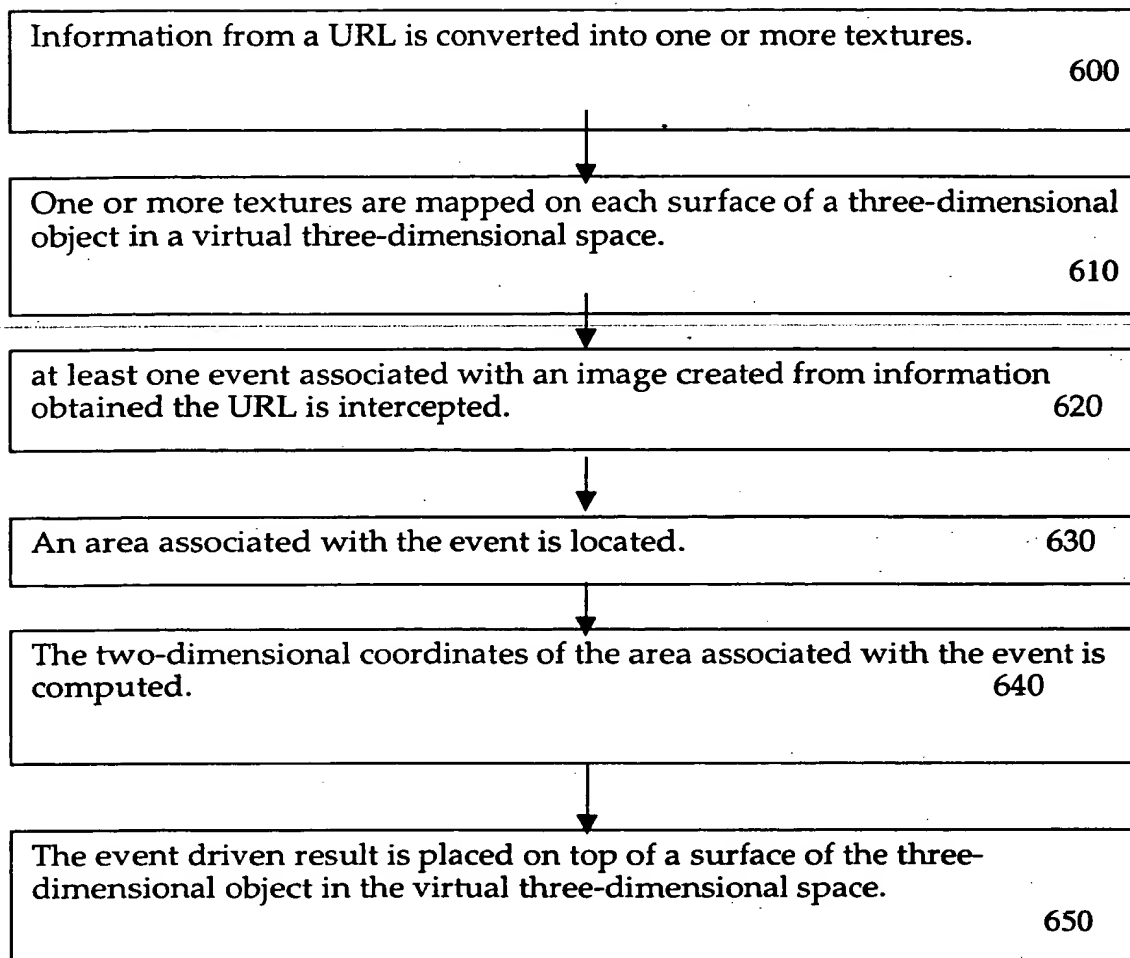 Information from a URL is converted into one or more textures.
600
One or more textures are mapped on each surface of a three-dimensional
object in a virtual three-dimensional space.
610
at least one event associated with an image created from information
obtained the URL is intercepted. 620
An area associated with the event is located. 630
The two-dimensional coordinates of the area associated with the event is
computed. 640
The event driven result is placed on top of a surface of the three-
dimensional object in the virtual three-dimensional space.
650